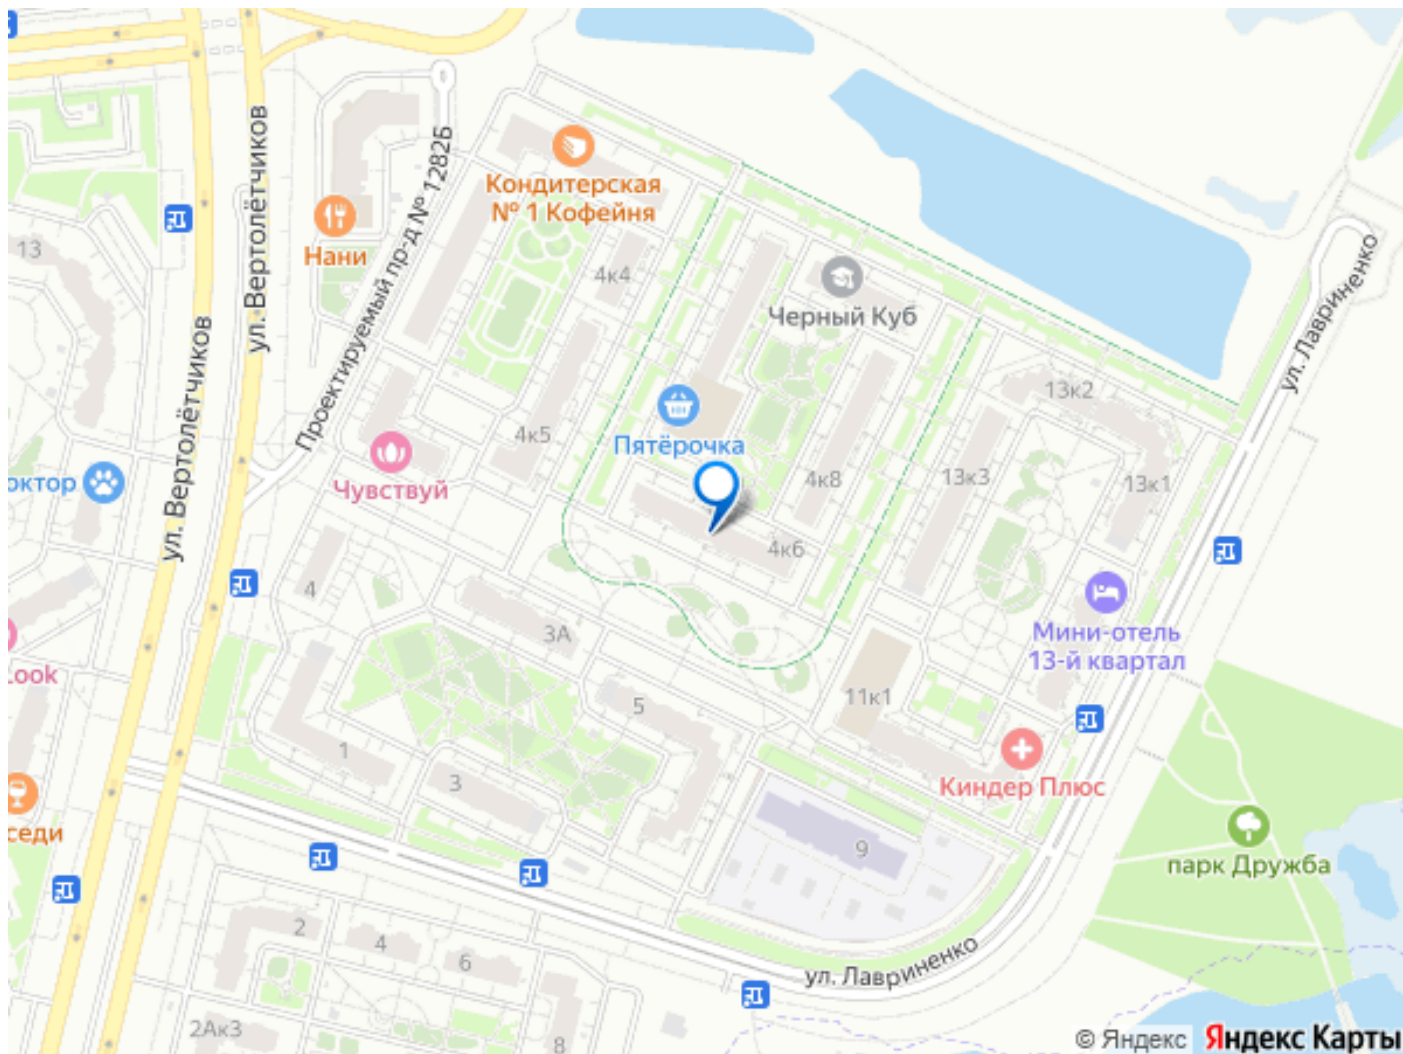 ул. Вертолётчиков
Проектируемый пр-д № 1282Б
Кондитерская
№ 1 Кофейня
Нани
13
4к4
Черный Куб
ул. Лавриненко
ул. Вертолётчиков
13к2
Пятёрочка
4к5
4к8
13к3
13к1
октор
Чувствуй
4к6
4
3А
Мини-отель
13-й квартал
Look
5
11к1
1
3
Киндер Плюс
седи
9
парк Дружба
2
4
6
ул. Лавриненко
2Ак3
8
© Яндекс Яндекс Карты